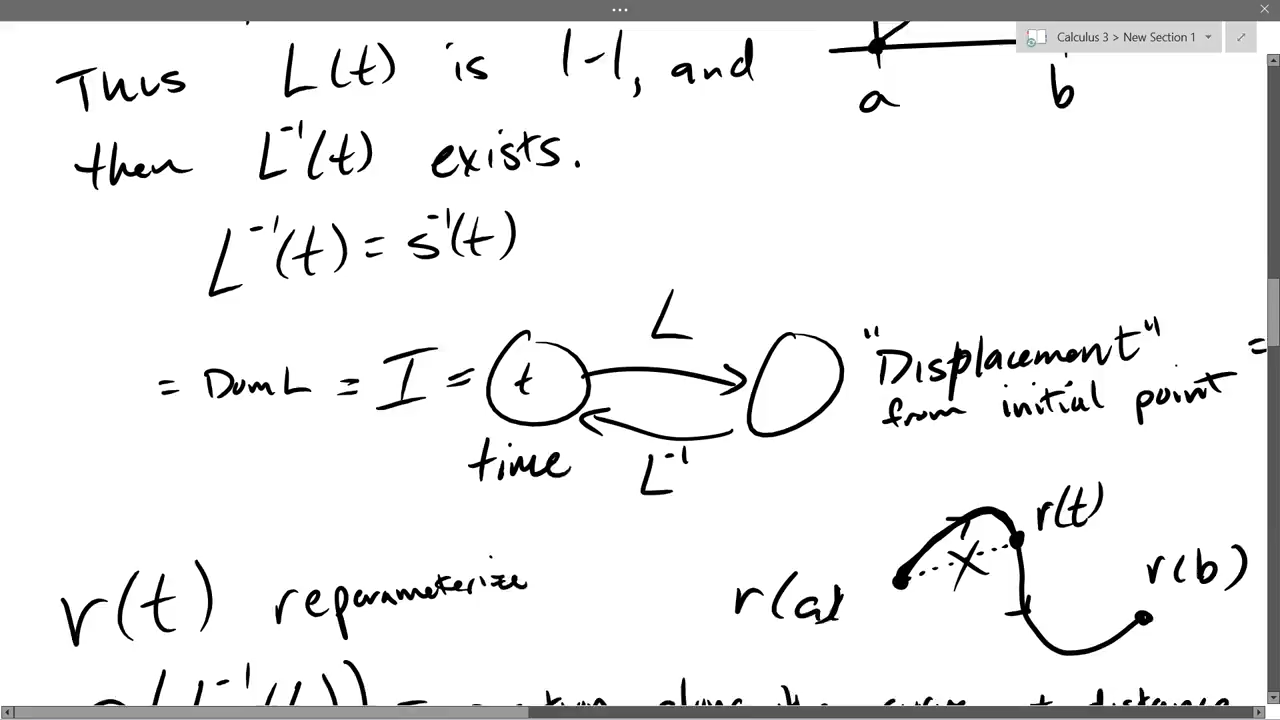 Calculus 3 > New Section 1
Thus L(t) is 1-1, and
a b
then L⁻¹(t) exists.
L⁻¹(t) = s⁻¹(t)
L
= Dom L = I = t "Displacement" =
from initial point
time L⁻¹
r(t)
r(b)
r(t) reparameterize r(a)